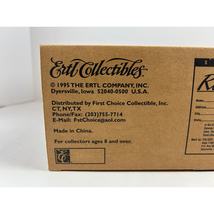 Ertl Collectibles™
© 1995 THE ERTL COMPANY, INC.
Dyersville, Iowa 52040-0500 U.S.A.
Distributed by First Choice Collectible, Inc.
CT, NY, TX
Phone/Fax: (203)755-7714
E-Mail: FstChoice@aol.com
Made in China.
For collectors ages 8 and over.